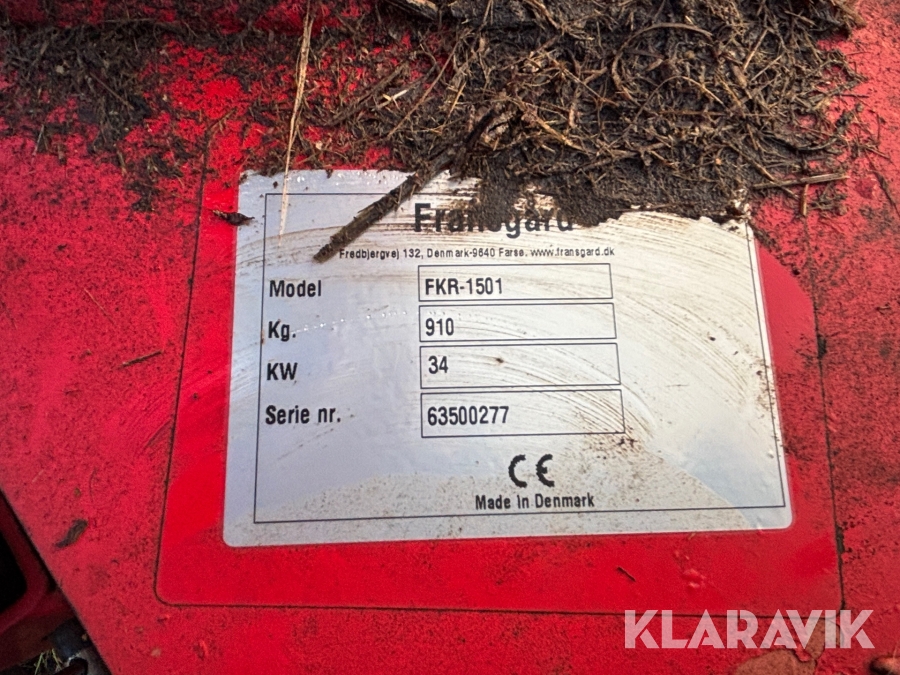 Fransgård
Fredbjergvej 132, Denmark-9640 Farsø. www.fransgard.dk
Model FKR-1501
Kg. 910
KW 34
Serie nr. 63500277
CE
Made in Denmark
KLARAVIK